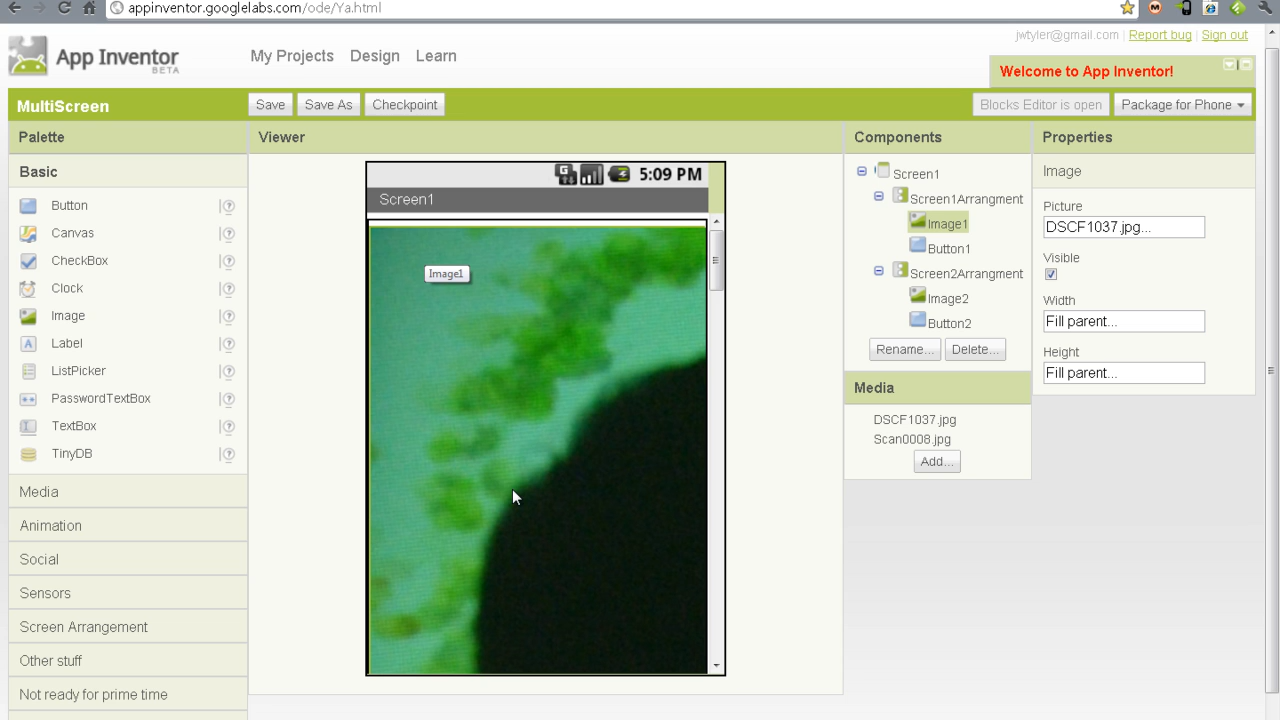 appinventor.googlelabs.com/ode/Ya.html
jwtyler@gmail.com | Report bug | Sign out
App Inventor
BETA
My Projects Design Learn
Welcome to App Inventor!
MultiScreen
Save Save As Checkpoint
Blocks Editor is open Package for Phone
Palette
Viewer
Components
Properties
Basic
Button
Canvas
CheckBox
Clock
Image
Label
ListPicker
PasswordTextBox
TextBox
TinyDB
Media
Animation
Social
Sensors
Screen Arrangement
Other stuff
Not ready for prime time
5:09 PM
Screen1
Image1
Screen1
Screen1Arrangment
Image1
Button1
Screen2Arrangment
Image2
Button2
Rename... Delete...
Media
DSCF1037.jpg
Scan0008.jpg
Add...
Image
Picture
DSCF1037.jpg...
Visible
Width
Fill parent...
Height
Fill parent...